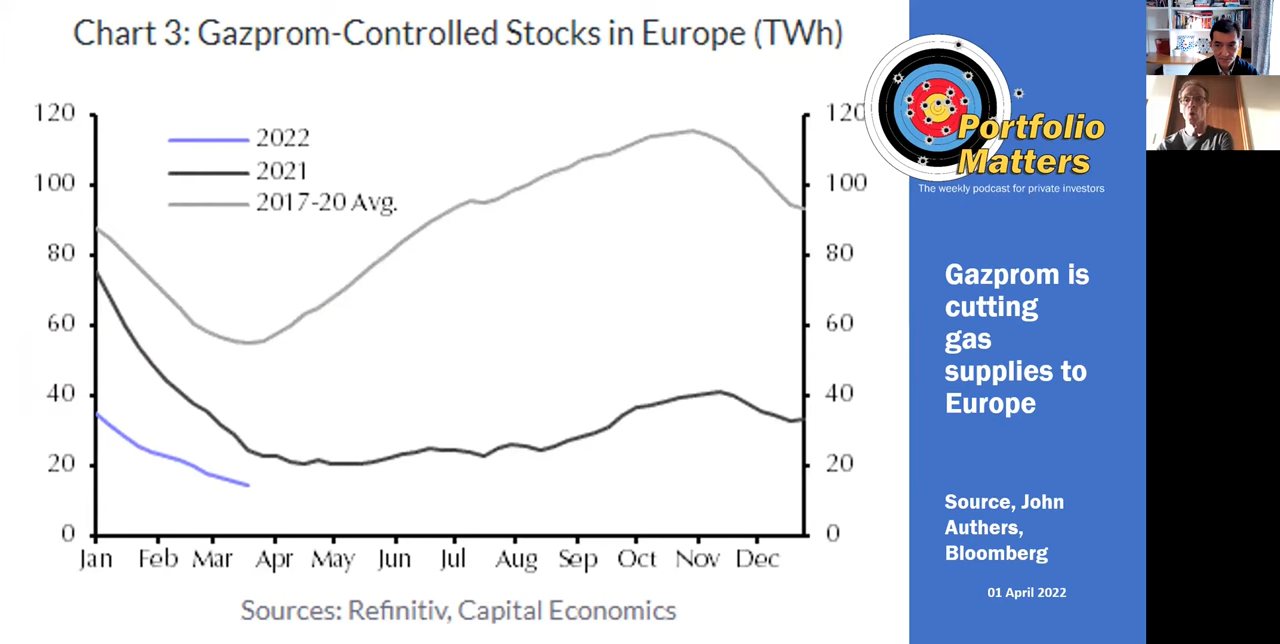 Chart 3: Gazprom-Controlled Stocks in Europe (TWh)
120
100
80
60
40
20
0
2022
2021
2017-20 Avg.
120
100
80
60
40
20
0
Jan Feb Mar Apr May Jun Jul Aug Sep Oct Nov Dec
Sources: Refinitiv, Capital Economics
Portfolio
Matters
The weekly podcast for private investors
Gazprom is
cutting
gas
supplies to
Europe
Source, John
Authers,
Bloomberg
01 April 2022